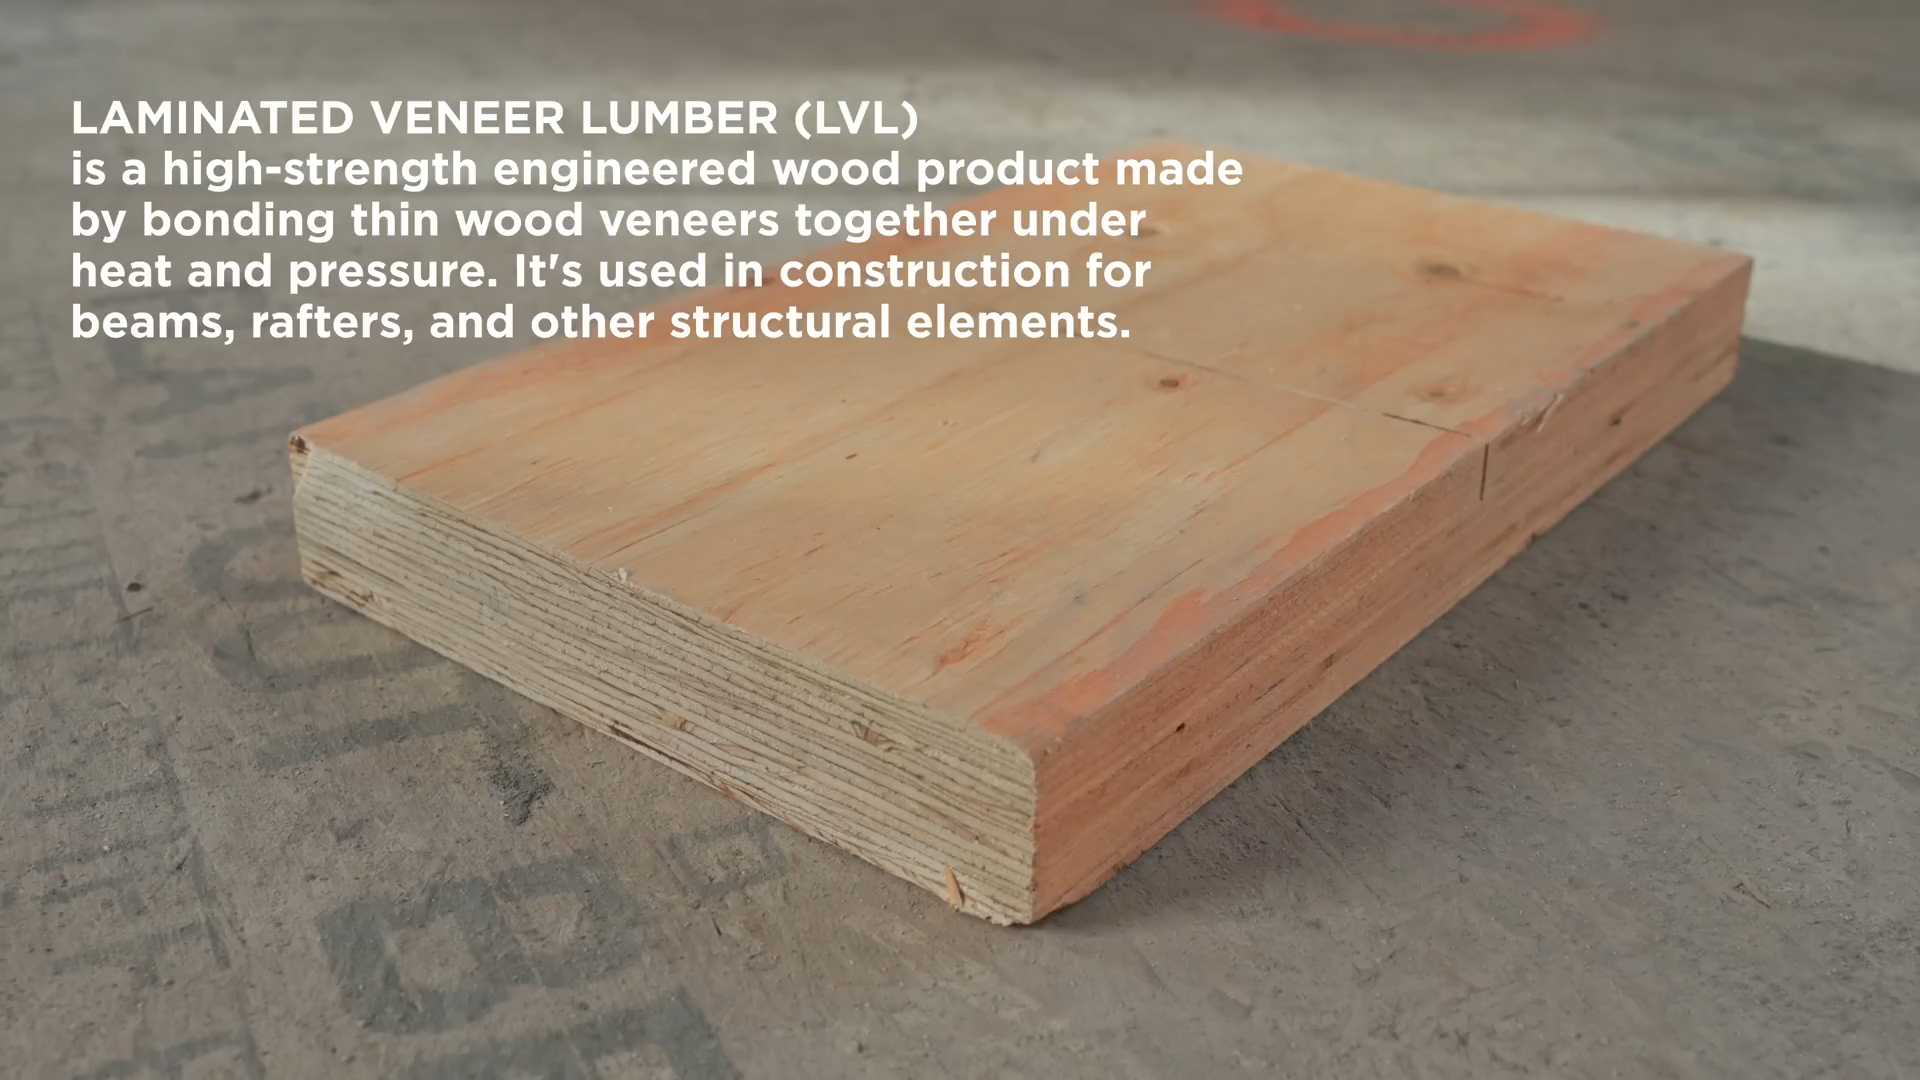 LAMINATED VENEER LUMBER (LVL)
is a high-strength engineered wood product made
by bonding thin wood veneers together under
heat and pressure. It's used in construction for
beams, rafters, and other structural elements.